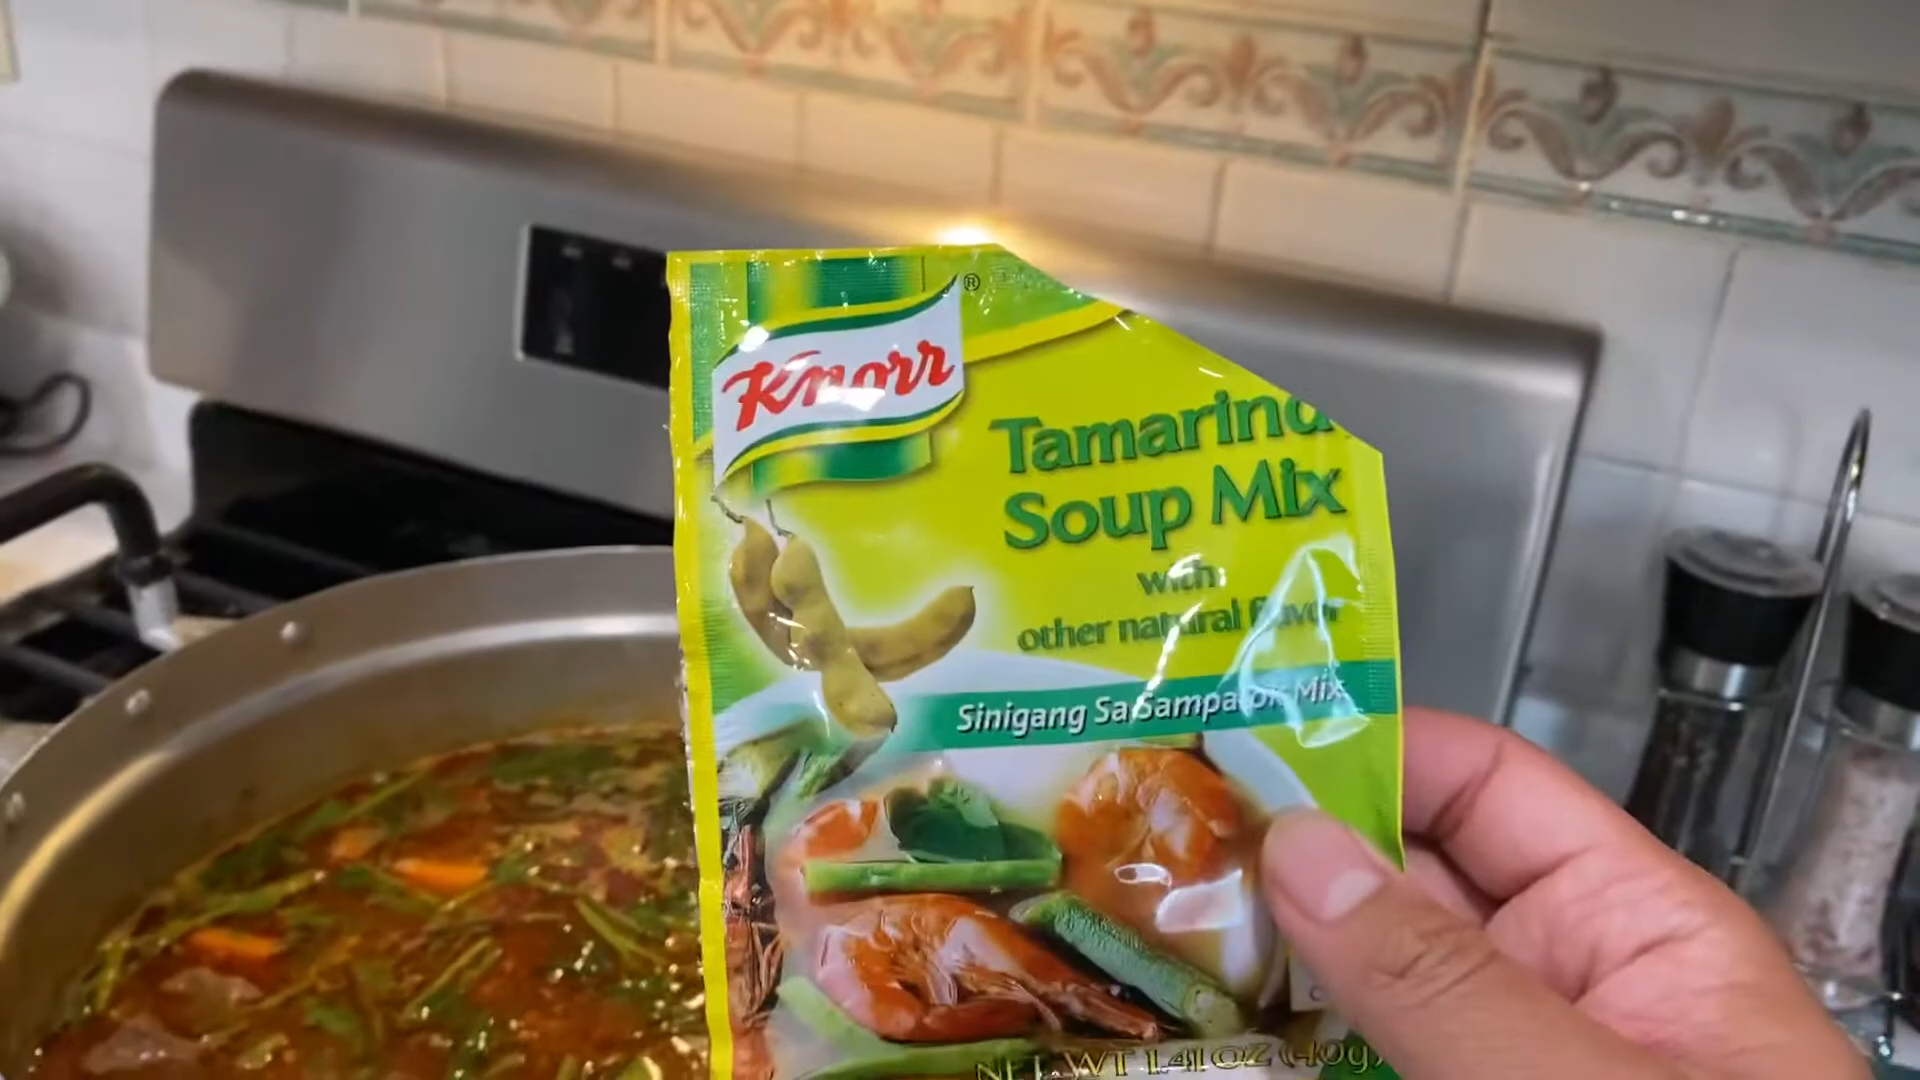 Knorr
®
Tamarind
Soup Mix
with
other natural flavor
Sinigang Sa Sampalok Mix
NET WT 1.41 OZ (40g)